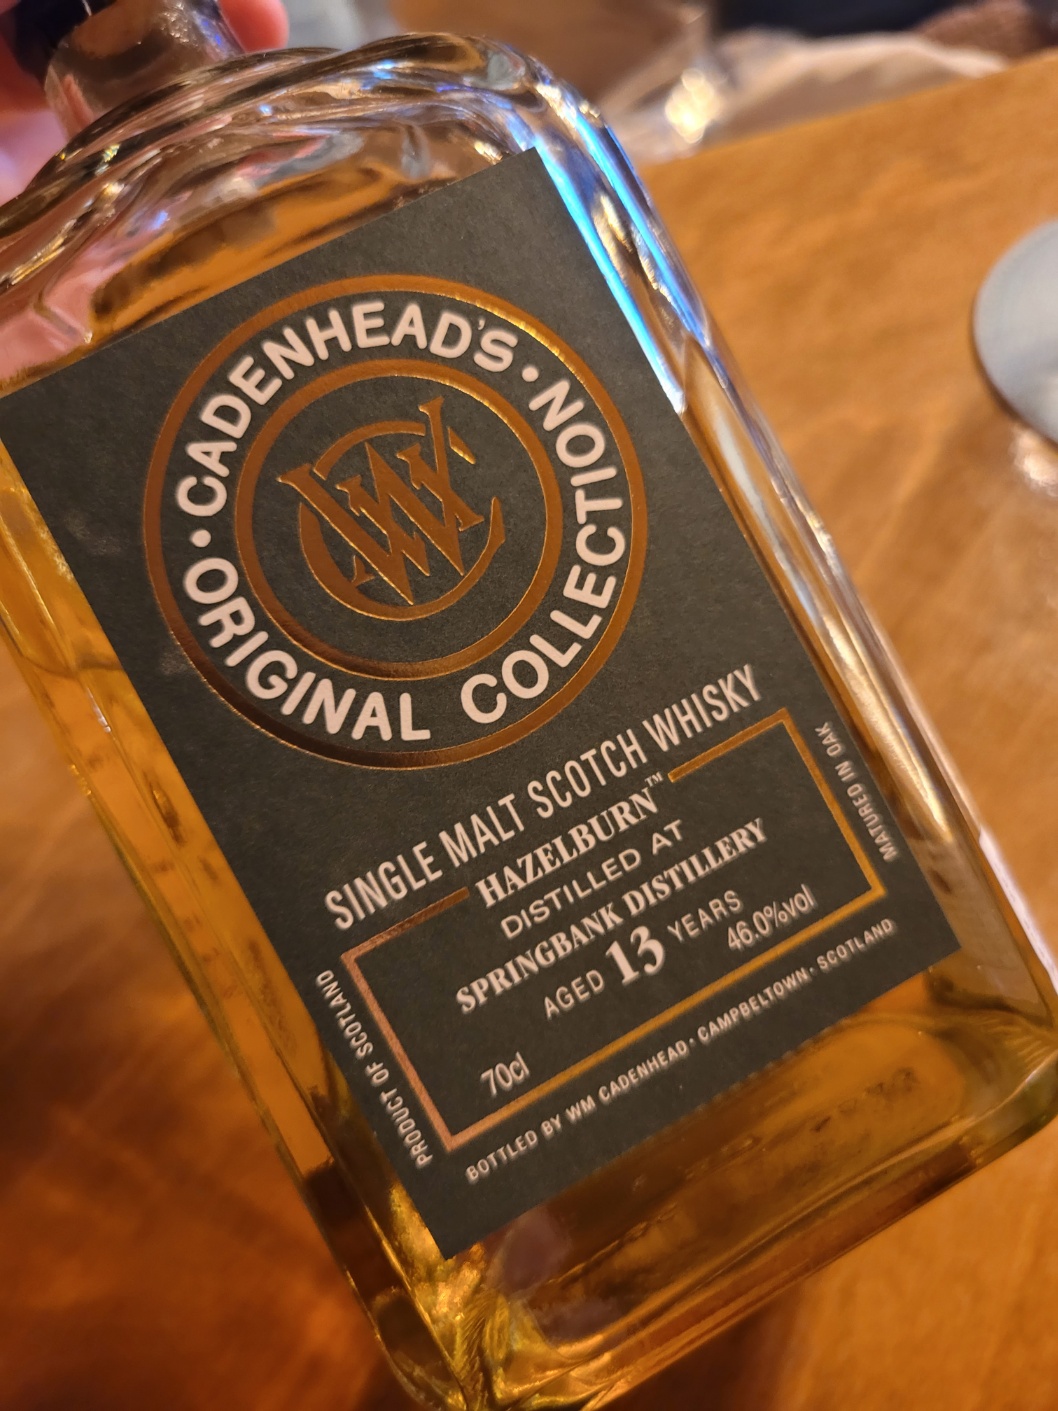 CADENHEAD'S · ORIGINAL COLLECTION ·
WC
SINGLE MALT SCOTCH WHISKY
HAZELBURN™
DISTILLED AT
SPRINGBANK DISTILLERY
AGED 13 YEARS
70cl 46.0%vol
PRODUCT OF SCOTLAND
MATURED IN OAK
BOTTLED BY WM CADENHEAD · CAMPBELTOWN · SCOTLAND